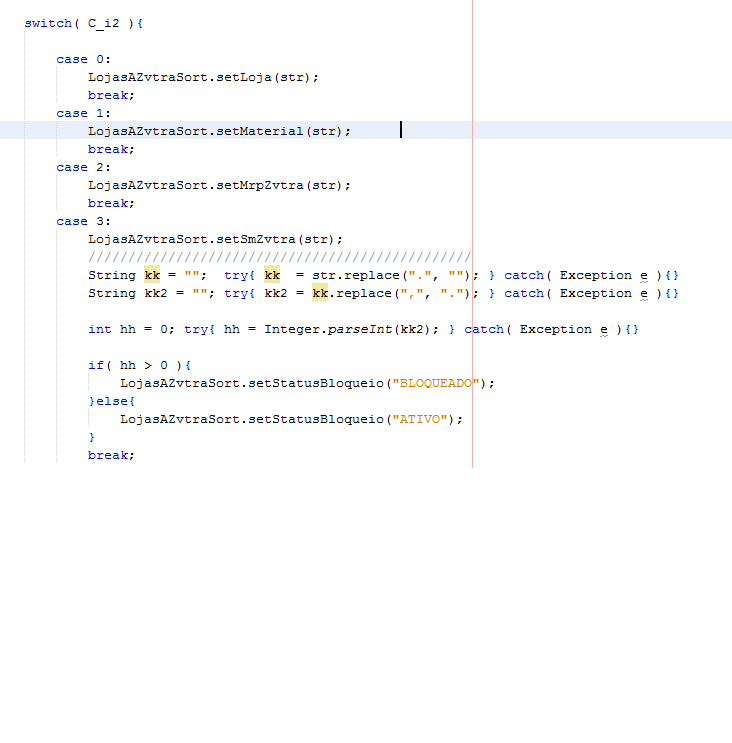 switch( C_i2 ){
case 0:
LojasAZvtraSort.setLoja(str);
break;
case 1:
LojasAZvtraSort.setMaterial(str);
break;
case 2:
LojasAZvtraSort.setMrpZvtra(str);
break;
case 3:
LojasAZvtraSort.setSmZvtra(str);
////////////////////////////////////////////////
String kk = "";  try{ kk  = str.replace(".", ""); } catch( Exception e ){}
String kk2 = ""; try{ kk2 = kk.replace(",", "."); } catch( Exception e ){}
int hh = 0; try{ hh = Integer.parseInt(kk2); } catch( Exception e ){}
if( hh > 0 ){
LojasAZvtraSort.setStatusBloqueio("BLOQUEADO");
}else{
LojasAZvtraSort.setStatusBloqueio("ATIVO");
}
break;